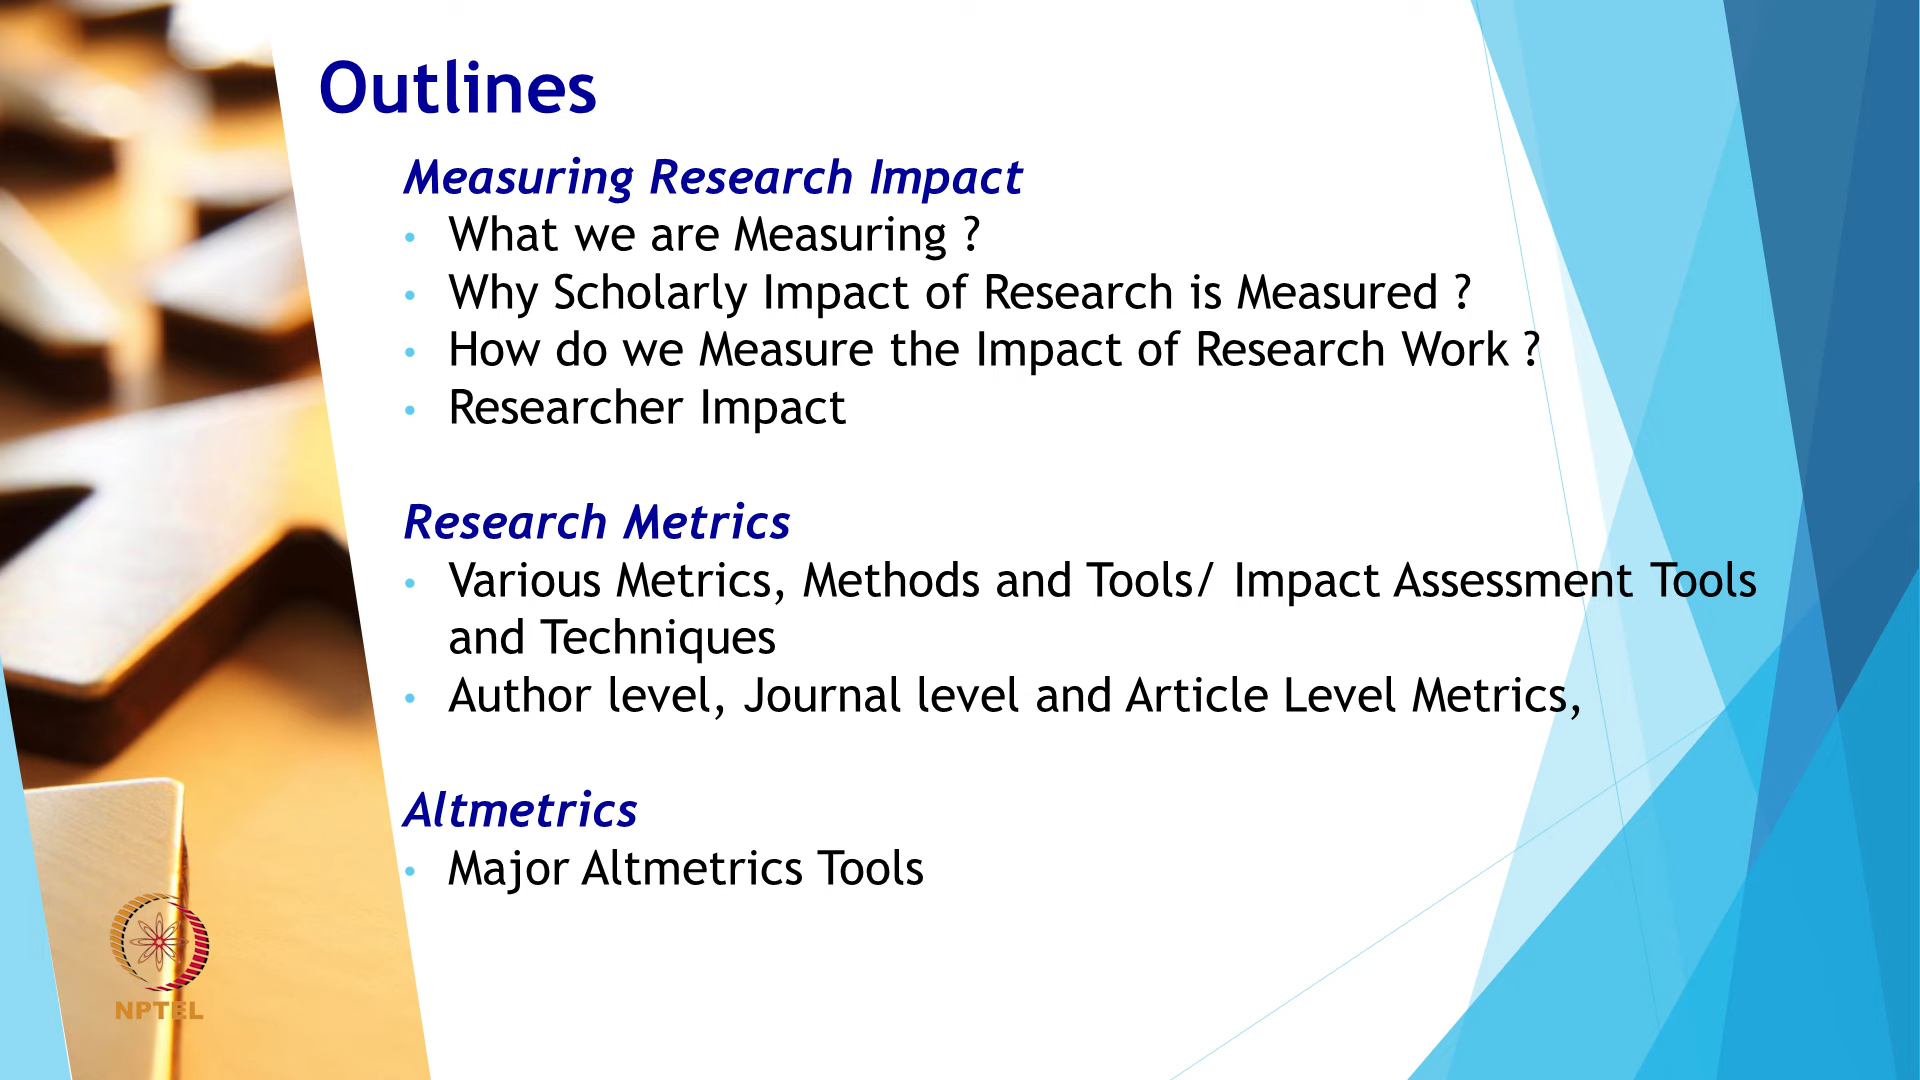 Outlines
Measuring Research Impact
• What we are Measuring ?
• Why Scholarly Impact of Research is Measured ?
• How do we Measure the Impact of Research Work ?
• Researcher Impact
Research Metrics
• Various Metrics, Methods and Tools/ Impact Assessment Tools
and Techniques
• Author level, Journal level and Article Level Metrics,
Altmetrics
• Major Altmetrics Tools
NPTEL